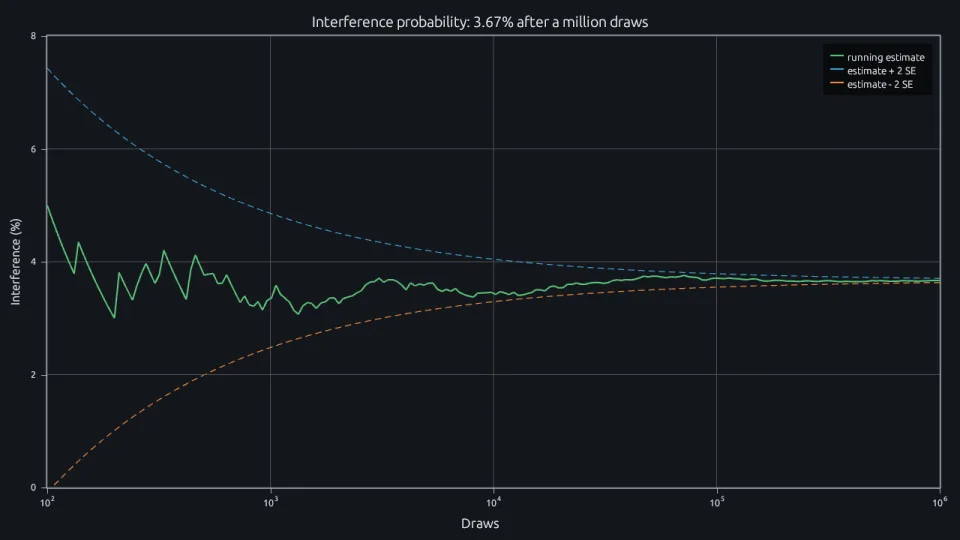 Interference probability: 3.67% after a million draws
running estimate
estimate + 2 SE
estimate - 2 SE
Interference (%)
8
6
4
2
0
10²
10³
10⁴
10⁵
10⁶
Draws